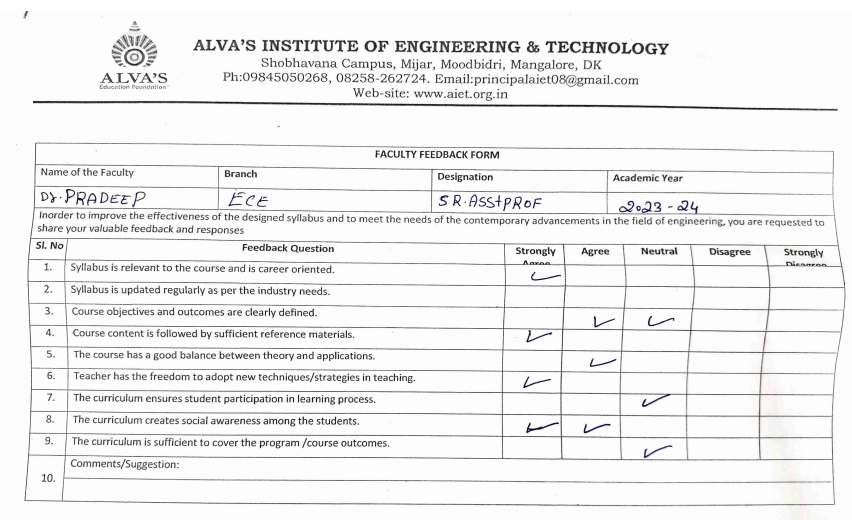 ALVA'S
Education Foundation
ALVA'S INSTITUTE OF ENGINEERING & TECHNOLOGY
Shobhavana Campus, Mijar, Moodbidri, Mangalore, DK
Ph:09845050268, 08258-262724. Email:principalaiet08@gmail.com
Web-site: www.aiet.org.in
FACULTY FEEDBACK FORM
Name of the Faculty Branch Designation Academic Year
Dr. PRADEEP ECE SR. ASSt PROF 2023-24
Inorder to improve the effectiveness of the designed syllabus and to meet the needs of the contemporary advancements in the field of engineering, you are requested to
share your valuable feedback and responses
Sl. No Feedback Question Strongly Agree Agree Neutral Disagree Strongly Disagree
1. Syllabus is relevant to the course and is career oriented. ✓
2. Syllabus is updated regularly as per the industry needs.
3. Course objectives and outcomes are clearly defined. ✓ ✓
4. Course content is followed by sufficient reference materials. ✓
5. The course has a good balance between theory and applications. ✓
6. Teacher has the freedom to adopt new techniques/strategies in teaching. ✓
7. The curriculum ensures student participation in learning process. ✓
8. The curriculum creates social awareness among the students. ✓ ✓
9. The curriculum is sufficient to cover the program /course outcomes. ✓
10. Comments/Suggestion: